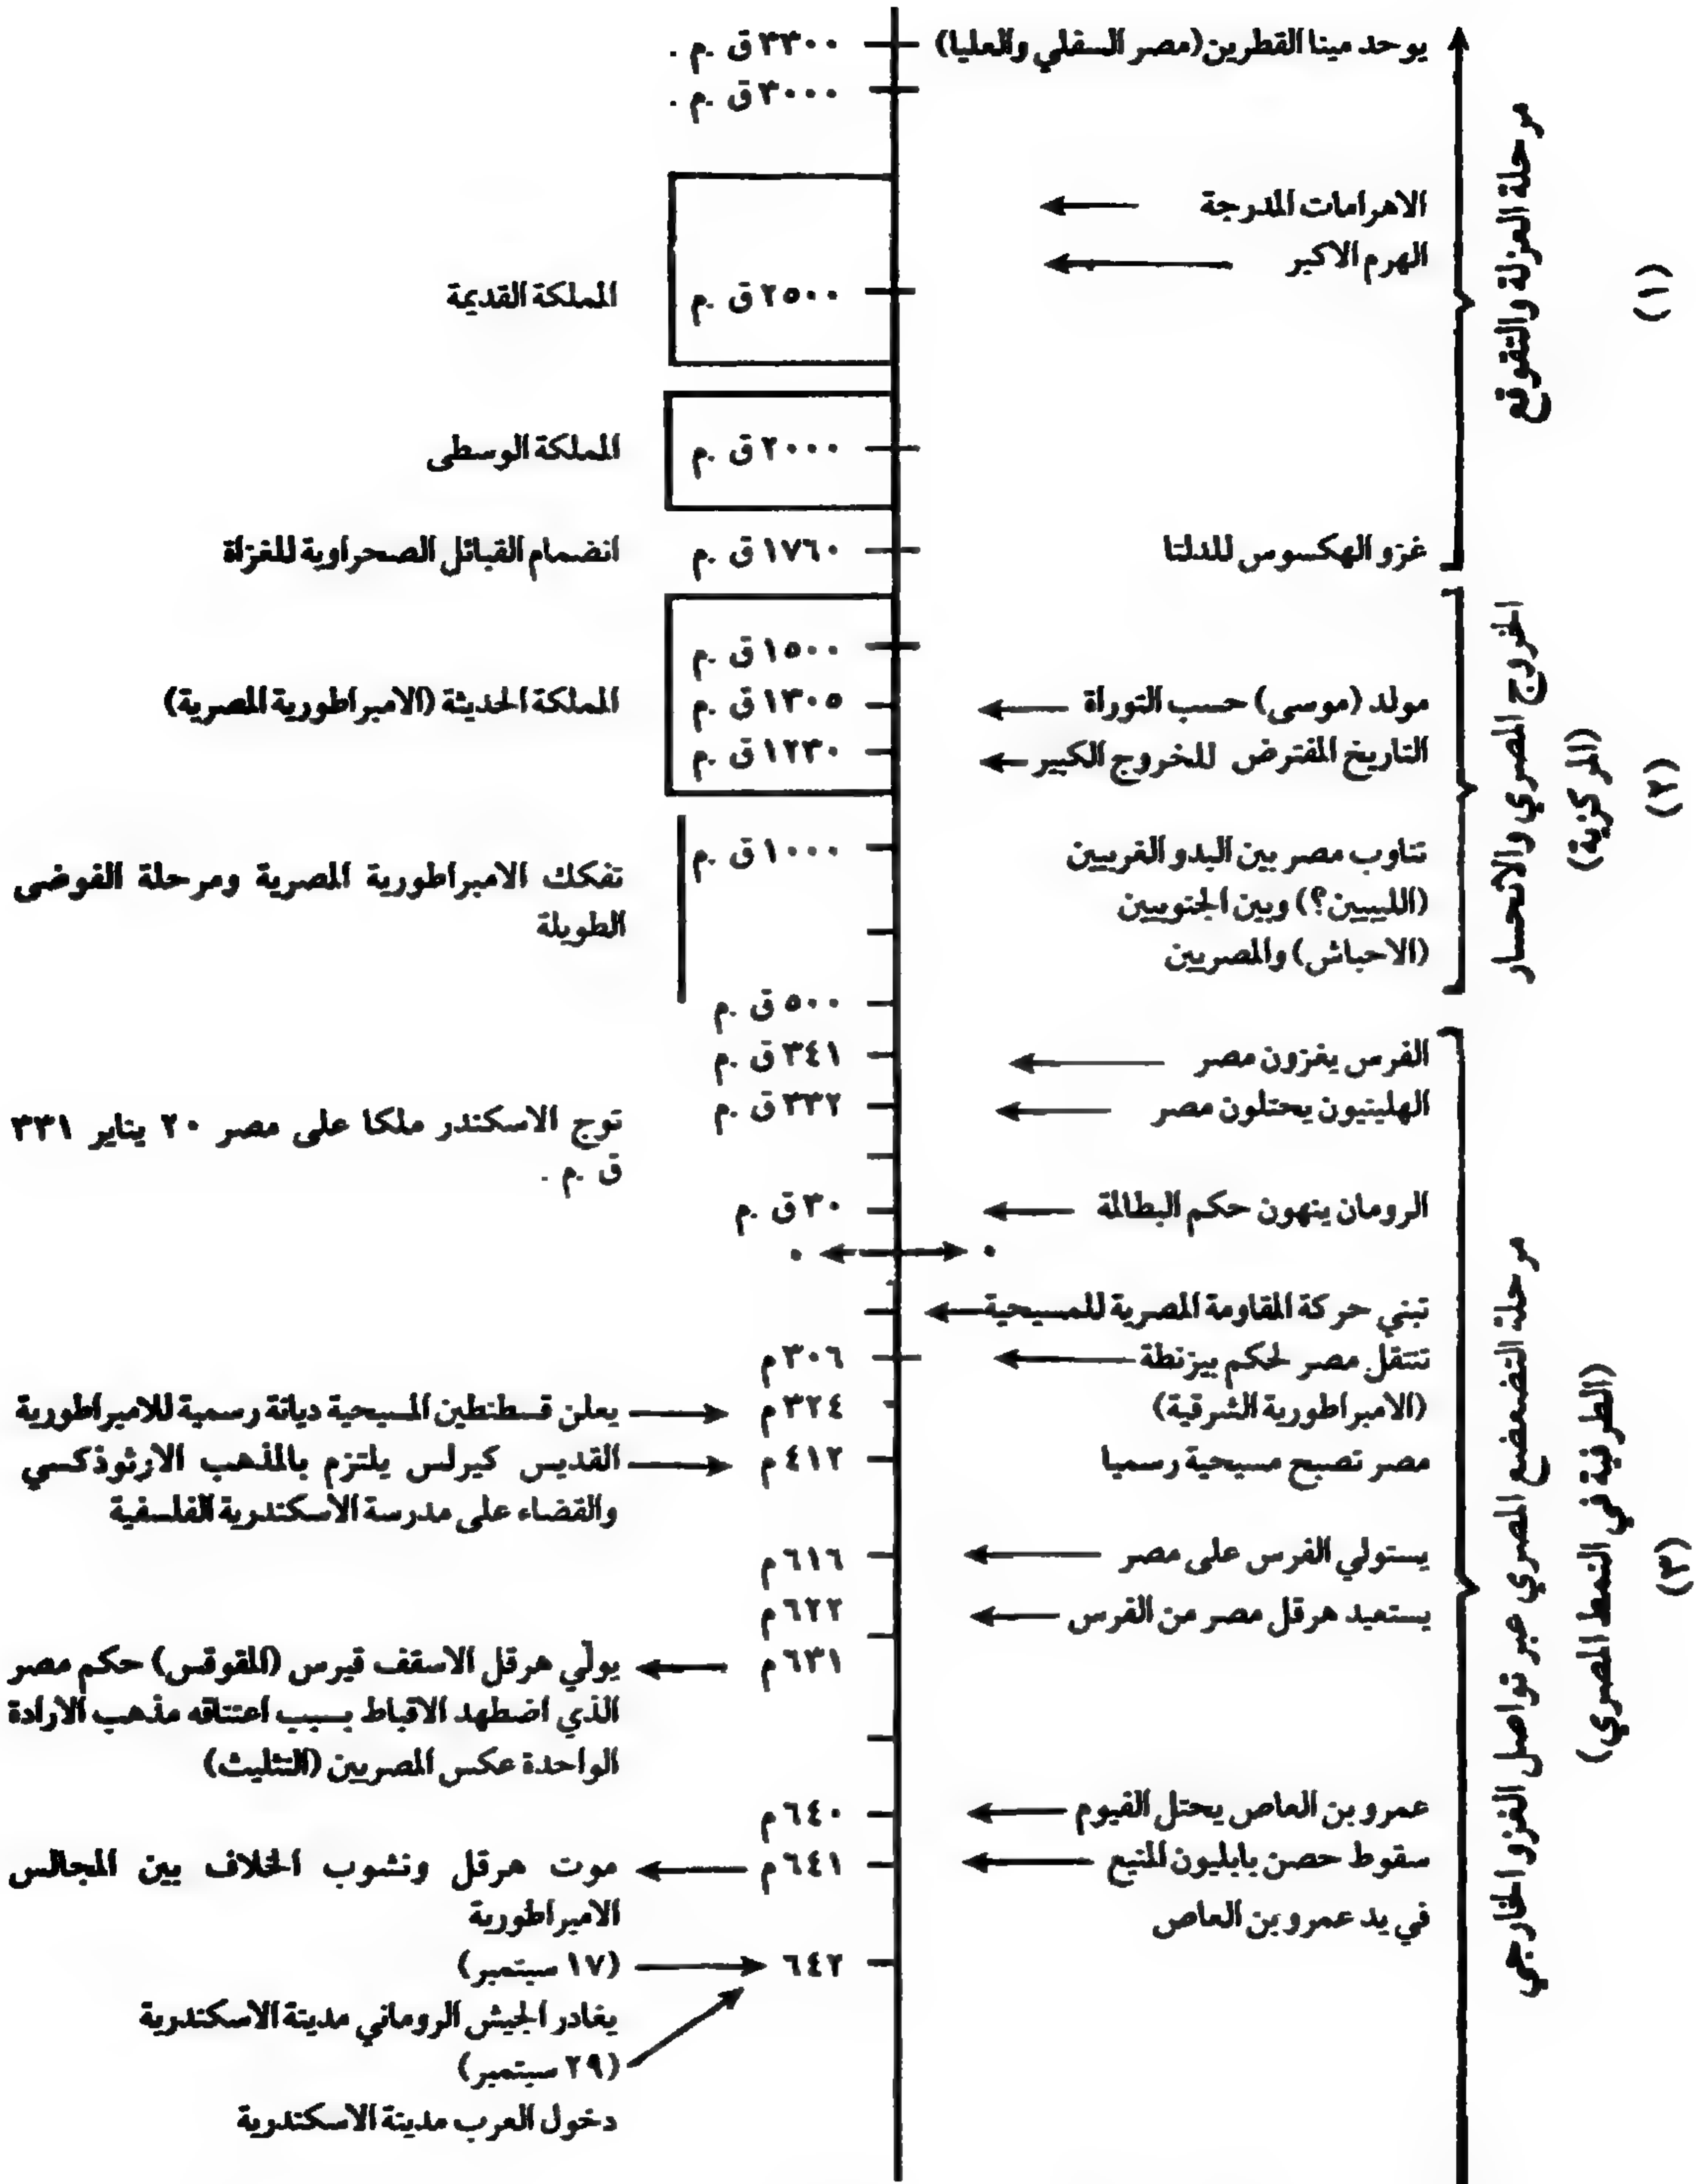 (١)
مرحلة العزلة والتقوقع
يوحد مينا القطرين (مصر السفلي والعليا)
٣٣٠٠ ق .م .
٣٠٠٠ ق .م .
الاهرامات المدرجة
الهرم الاكبر
٢٥٠٠ ق .م
المملكة القديمة
٢٠٠٠ ق .م
المملكة الوسطى
غزو الهكسوس للدلتا
١٧٦٠ ق .م
انضمام القبائل الصحراوية للغزاة
(٢)
الخروج المصري والانحسار
(المركزية)
١٥٠٠ ق .م
مولد (موسى) حسب التوراة
١٣٠٥ ق .م
المملكة الحديثة (الامبراطورية المصرية)
التاريخ المفترض للخروج الكبير
١٢٣٠ ق .م
تناوب مصر بين البدو الغربيين
(الليبيين؟) وبين الجنوبيين
(الاحباش) والمصريين
١٠٠٠ ق .م
تفكك الامبراطورية المصرية ومرحلة الفوضى
الطويلة
٥٠٠ ق .م
(٣)
مرحلة التضعضع المصري عبر تواصل الغزو الخارجي
(الطرفية في النمط المصري)
الفرس يغزون مصر
٣٤١ ق .م
الهلينيون يحتلون مصر
٣٣٢ ق .م
توج الاسكندر ملكا على مصر ٢٠ يناير ٣٣١
ق .م .
الرومان ينهون حكم البطالمة
٣٠ ق .م
٠ ٠
تبني حركة المقاومة المصرية للمسيحية
تنتقل مصر لحكم بيزنطة
(الامبراطورية الشرقية)
٣٠٦ م
٣٢٤ م
يعلن قسطنطين المسيحية ديانة رسمية للامبراطورية
مصر تصبح مسيحية رسميا
٤١٢ م
القديس كيرلس يلتزم بالمذهب الارثوذكسي
والقضاء على مدرسة الاسكندرية الفلسفية
يستولي الفرس على مصر
٦١٦ م
يستعيد هرقل مصر من الفرس
٦٢٢ م
٦٣١ م
يولّي هرقل الاسقف قيرس (المقوقس) حكم مصر
الذي اضطهد الاقباط بسبب اعتناقه مذهب الارادة
الواحدة عكس المصريين (التثليث)
عمرو بن العاص يحتل الفيوم
٦٤٠ م
سقوط حصن بابليون المنيع
في يد عمرو بن العاص
٦٤١ م
موت هرقل ونشوب الخلاف بين المجالس
الامبراطورية
٦٤٢
(١٧ سبتمبر)
يغادر الجيش الروماني مدينة الاسكندرية
(٢٩ سبتمبر)
دخول العرب مدينة الاسكندرية